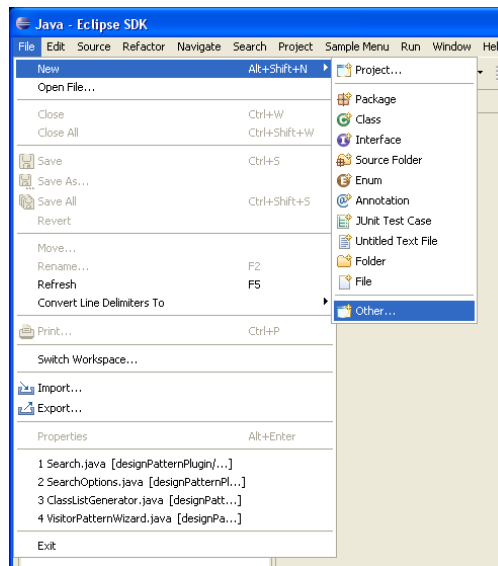 Java - Eclipse SDK
File Edit Source Refactor Navigate Search Project Sample Menu Run Window Hel
New Alt+Shift+N
Open File...
Close Ctrl+W
Close All Ctrl+Shift+W
Save Ctrl+S
Save As...
Save All Ctrl+Shift+S
Revert
Move...
Rename... F2
Refresh F5
Convert Line Delimiters To
Print... Ctrl+P
Switch Workspace...
Import...
Export...
Properties Alt+Enter
1 Search.java [designPatternPlugin/...]
2 SearchOptions.java [designPatternPl...]
3 ClassListGenerator.java [designPatt...]
4 VisitorPatternWizard.java [designPa...]
Exit
Project...
Package
Class
Interface
Source Folder
Enum
Annotation
JUnit Test Case
Untitled Text File
Folder
File
Other...